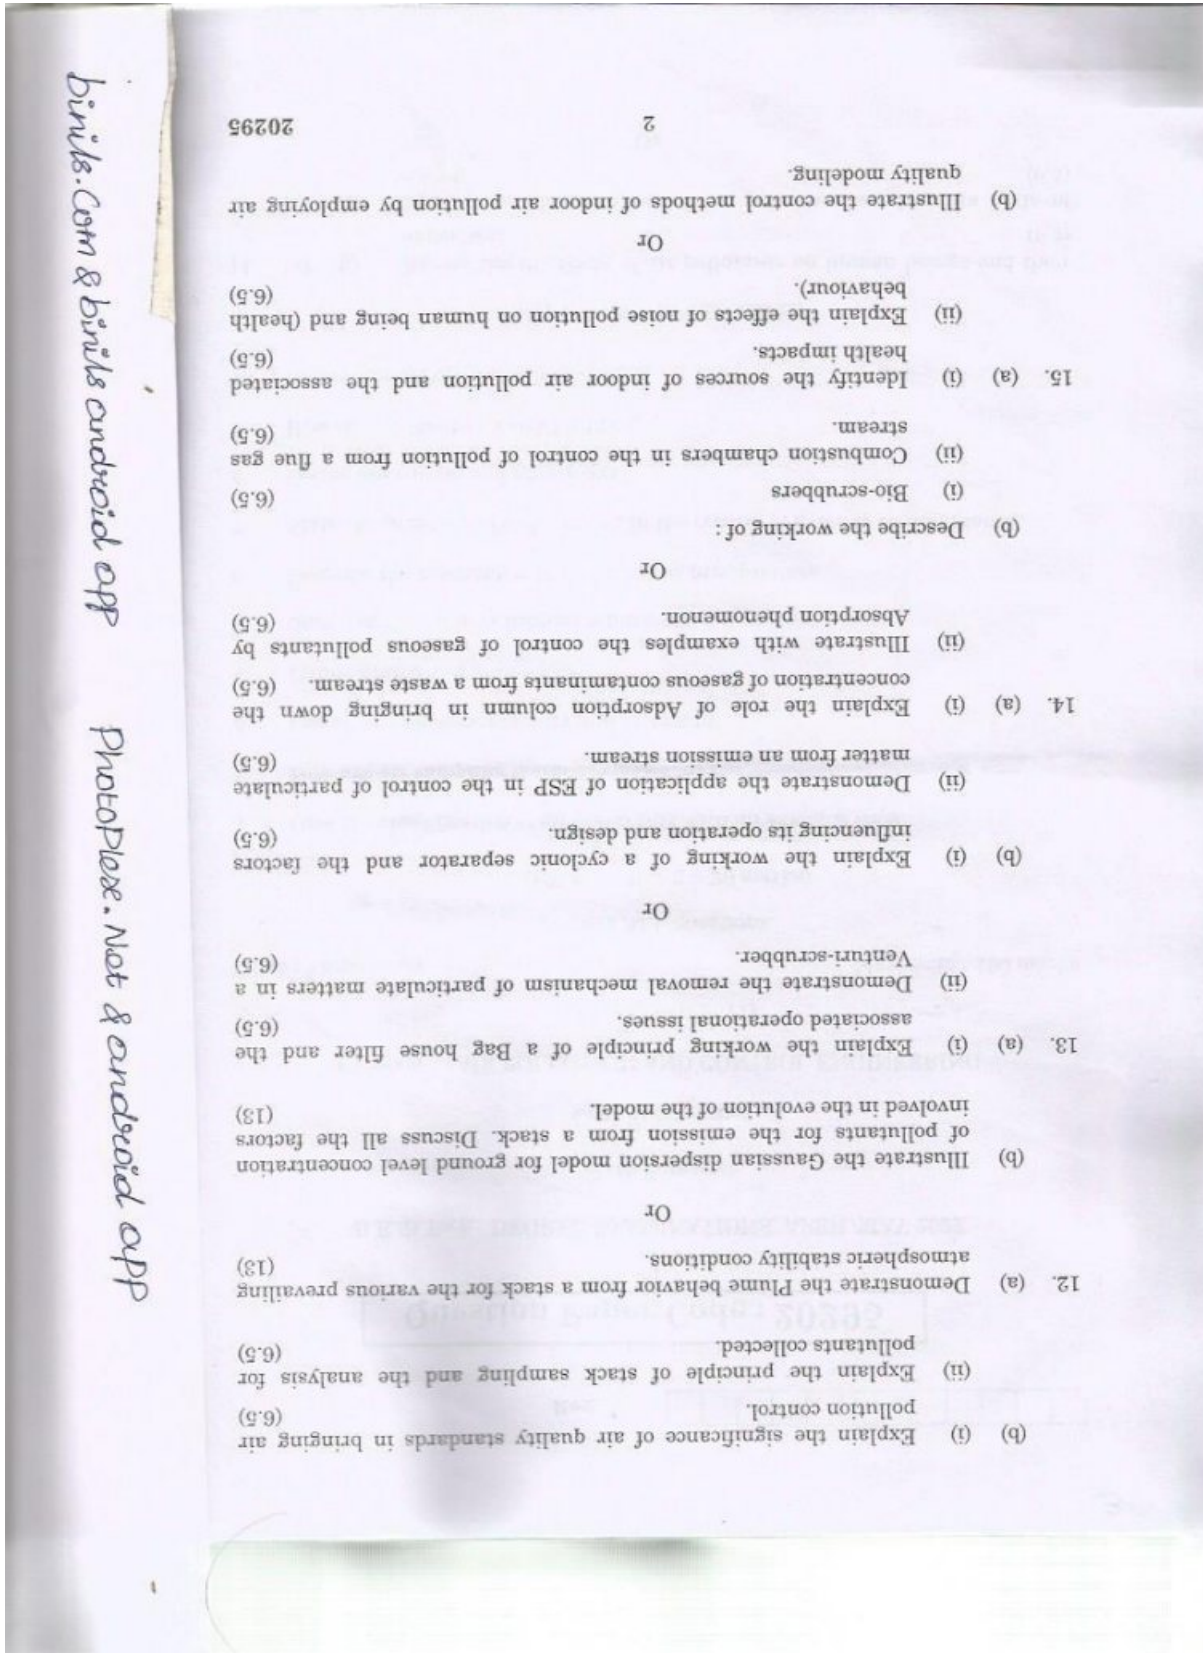 (b) (i) Explain the significance of air quality standards in bringing air
pollution control. (6.5)
(ii) Explain the principle of stack sampling and the analysis for
pollutants collected. (6.5)
12. (a) Demonstrate the Plume behavior from a stack for the various prevailing
atmospheric stability conditions. (13)
Or
(b) Illustrate the Gaussian dispersion model for ground level concentration
of pollutants for the emission from a stack. Discuss all the factors
involved in the evolution of the model. (13)
13. (a) (i) Explain the working principle of a Bag house filter and the
associated operational issues. (6.5)
(ii) Demonstrate the removal mechanism of particulate matters in a
Venturi-scrubber. (6.5)
Or
(b) (i) Explain the working of a cyclonic separator and the factors
influencing its operation and design. (6.5)
(ii) Demonstrate the application of ESP in the control of particulate
matter from an emission stream. (6.5)
14. (a) (i) Explain the role of Adsorption column in bringing down the
concentration of gaseous contaminants from a waste stream. (6.5)
(ii) Illustrate with examples the control of gaseous pollutants by
Absorption phenomenon. (6.5)
Or
(b) Describe the working of :
(i) Bio-scrubbers (6.5)
(ii) Combustion chambers in the control of pollution from a flue gas
stream. (6.5)
15. (a) (i) Identify the sources of indoor air pollution and the associated
health impacts. (6.5)
(ii) Explain the effects of noise pollution on human being and (health
behaviour). (6.5)
Or
(b) Illustrate the control methods of indoor air pollution by employing air
quality modeling.
2 20295
binils.Com & binils android app
PhotoPlex.Net & android app
Question Paper Code : 20295